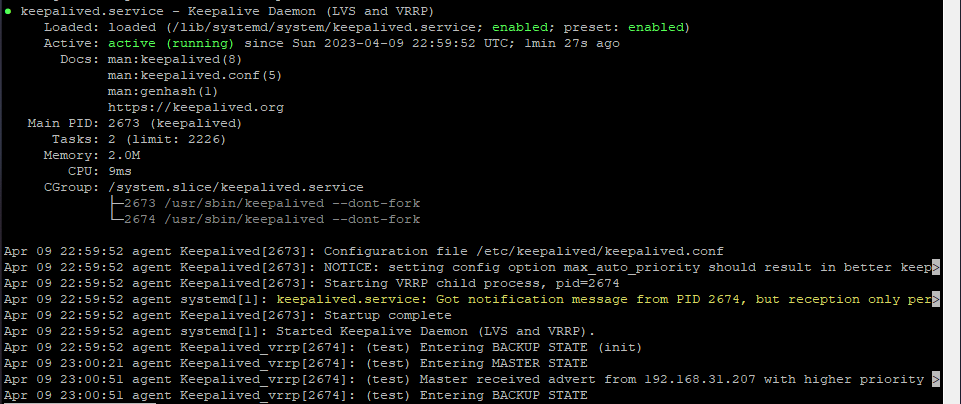 ● keepalived.service - Keepalive Daemon (LVS and VRRP)
Loaded: loaded (/lib/systemd/system/keepalived.service; enabled; preset: enabled)
Active: active (running) since Sun 2023-04-09 22:59:52 UTC; 1min 27s ago
Docs: man:keepalived(8)
man:keepalived.conf(5)
man:genhash(1)
https://keepalived.org
Main PID: 2673 (keepalived)
Tasks: 2 (limit: 2226)
Memory: 2.0M
CPU: 9ms
CGroup: /system.slice/keepalived.service
├─2673 /usr/sbin/keepalived --dont-fork
└─2674 /usr/sbin/keepalived --dont-fork
Apr 09 22:59:52 agent Keepalived[2673]: Configuration file /etc/keepalived/keepalived.conf
Apr 09 22:59:52 agent Keepalived[2673]: NOTICE: setting config option max_auto_priority should result in better keep>
Apr 09 22:59:52 agent Keepalived[2673]: Starting VRRP child process, pid=2674
Apr 09 22:59:52 agent systemd[1]: keepalived.service: Got notification message from PID 2674, but reception only per>
Apr 09 22:59:52 agent Keepalived[2673]: Startup complete
Apr 09 22:59:52 agent systemd[1]: Started Keepalive Daemon (LVS and VRRP).
Apr 09 22:59:52 agent Keepalived_vrrp[2674]: (test) Entering BACKUP STATE (init)
Apr 09 23:00:21 agent Keepalived_vrrp[2674]: (test) Entering MASTER STATE
Apr 09 23:00:51 agent Keepalived_vrrp[2674]: (test) Master received advert from 192.168.31.207 with higher priority >
Apr 09 23:00:51 agent Keepalived_vrrp[2674]: (test) Entering BACKUP STATE